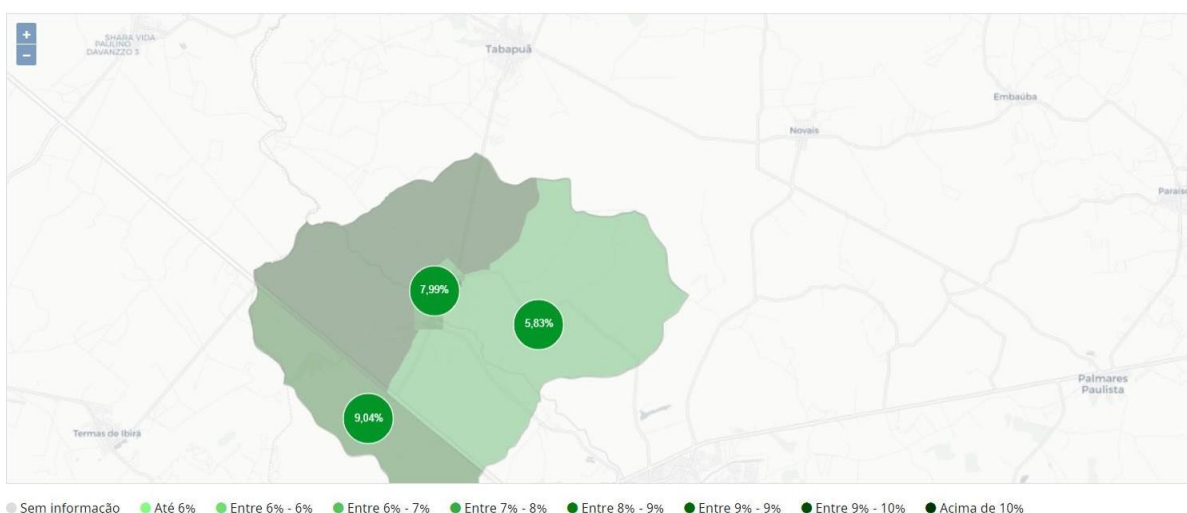 +
−
SHARA VIDA
PAULINO
DAVANZZO 3
Tabapuã
Embaúba
Novais
Paraíso
7,99%
5,83%
9,04%
Palmares
Paulista
Termas de Ibirá
Sem informação Até 6% Entre 6% - 6% Entre 6% - 7% Entre 7% - 8% Entre 8% - 9% Entre 9% - 9% Entre 9% - 10% Acima de 10%